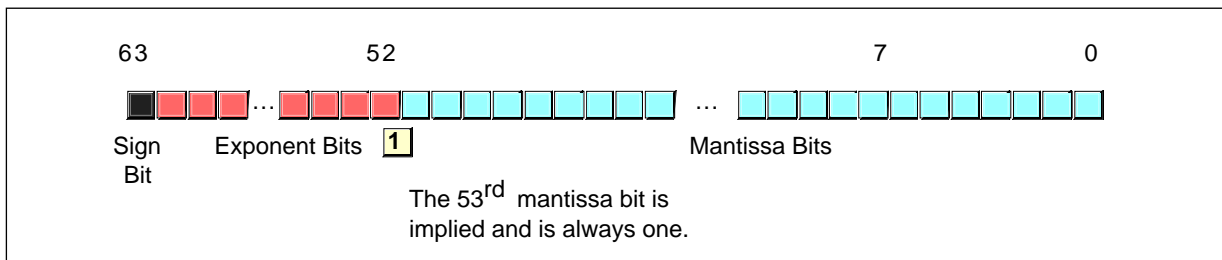 63 52 7 0
... ...
Sign Exponent Bits 1 Mantissa Bits
Bit
The 53rd mantissa bit is
implied and is always one.